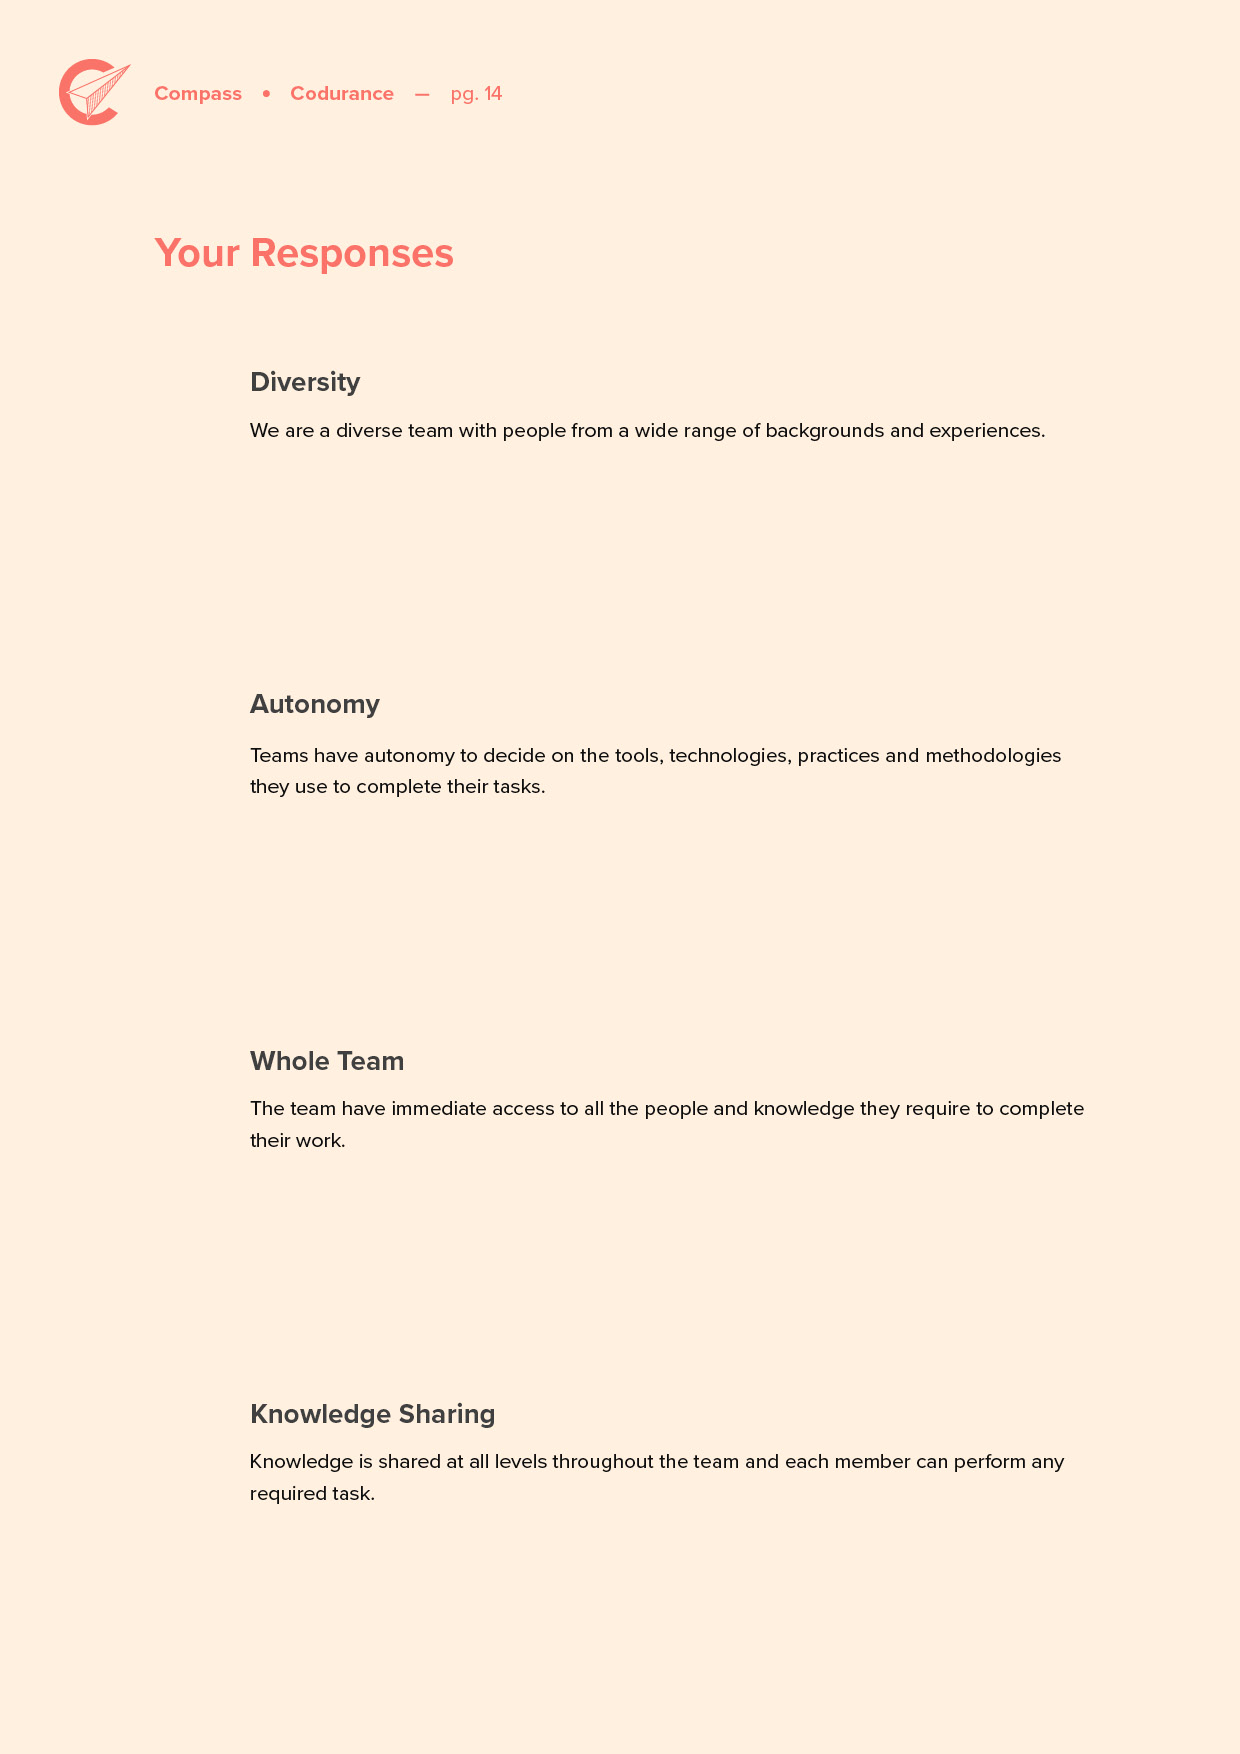 Compass • Codurance — pg. 14
Your Responses
Diversity
We are a diverse team with people from a wide range of backgrounds and experiences.
Autonomy
Teams have autonomy to decide on the tools, technologies, practices and methodologies
they use to complete their tasks.
Whole Team
The team have immediate access to all the people and knowledge they require to complete
their work.
Knowledge Sharing
Knowledge is shared at all levels throughout the team and each member can perform any
required task.